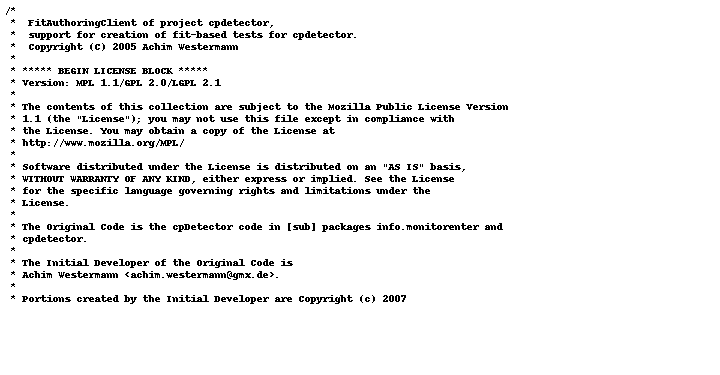 /*
 *  FitAuthoringClient of project cpdetector,
 *  support for creation of fit-based tests for cpdetector.
 *  Copyright (C) 2005 Achim Westermann
 *
 * ***** BEGIN LICENSE BLOCK *****
 * Version: MPL 1.1/GPL 2.0/LGPL 2.1
 *
 * The contents of this collection are subject to the Mozilla Public License Version
 * 1.1 (the "License"); you may not use this file except in compliance with
 * the License. You may obtain a copy of the License at
 * http://www.mozilla.org/MPL/
 *
 * Software distributed under the License is distributed on an "AS IS" basis,
 * WITHOUT WARRANTY OF ANY KIND, either express or implied. See the License
 * for the specific language governing rights and limitations under the
 * License.
 *
 * The Original Code is the cpDetector code in [sub] packages info.monitorenter and
 * cpdetector.
 *
 * The Initial Developer of the Original Code is
 * Achim Westermann <achim.westermann@gmx.de>.
 *
 * Portions created by the Initial Developer are Copyright (c) 2007